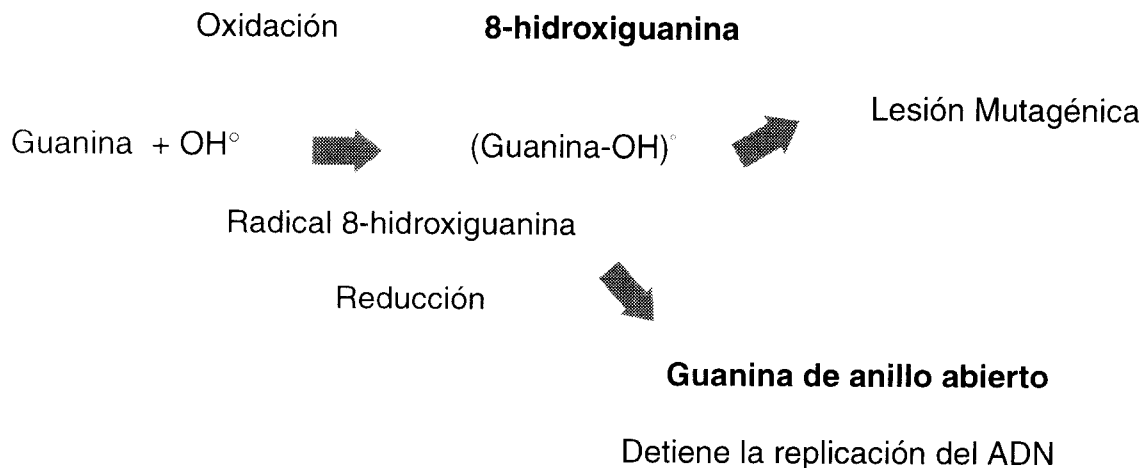 Oxidación 8-hidroxiguanina
Lesión Mutagénica
Guanina + OH°
(Guanina-OH)°
Radical 8-hidroxiguanina
Reducción
Guanina de anillo abierto
Detiene la replicación del ADN